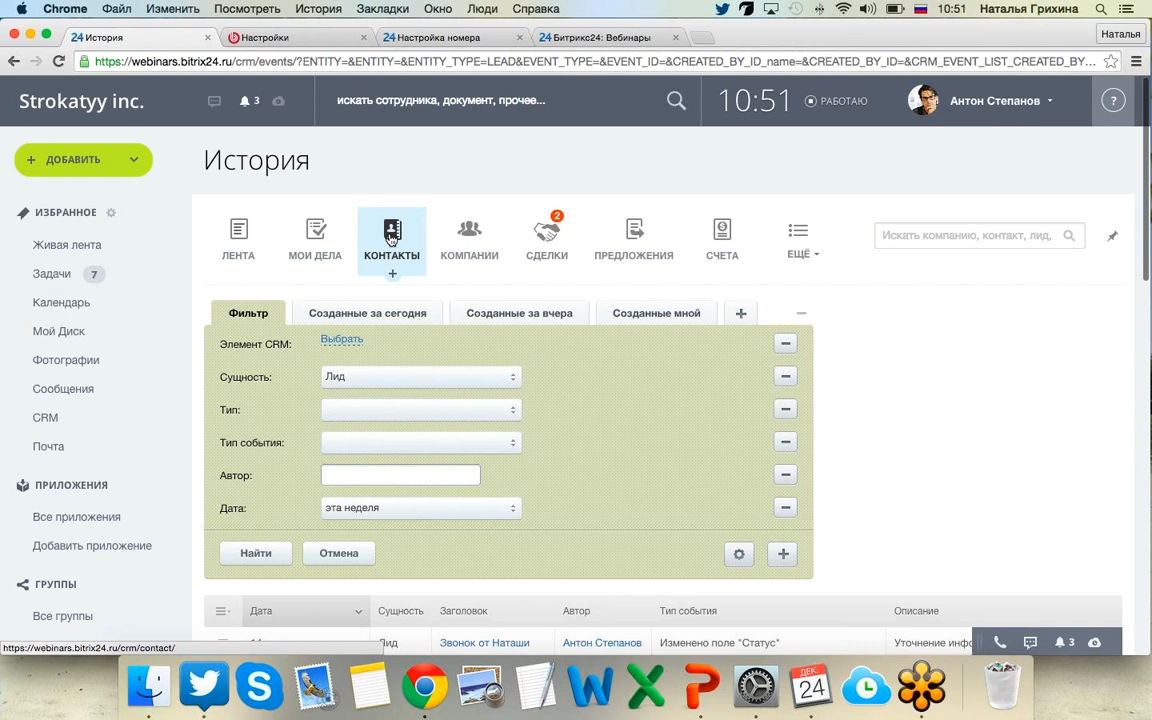 Chrome Файл Изменить Посмотреть История Закладки Окно Люди Справка 10:51 Наталья Грихина
24 История Настройки 24 Настройка номера 24 Битрикс24: Вебинары Наталья
https://webinars.bitrix24.ru/crm/events/?ENTITY=&ENTITY_TYPE=LEAD&EVENT_TYPE=&EVENT_ID=&CREATED_BY_ID_name=&CREATED_BY_ID=&CRM_EVENT_LIST_CREATED_BY...
Strokatyy inc. 3 искать сотрудника, документ, прочее... 10:51 РАБОТАЮ Антон Степанов ?
+ ДОБАВИТЬ
История
ИЗБРАННОЕ
Живая лента
Задачи 7
Календарь
Мой Диск
Фотографии
Сообщения
CRM
Почта
ПРИЛОЖЕНИЯ
Все приложения
Добавить приложение
ГРУППЫ
Все группы
2
ЛЕНТА МОИ ДЕЛА КОНТАКТЫ КОМПАНИИ СДЕЛКИ ПРЕДЛОЖЕНИЯ СЧЕТА ЕЩЁ Искать компанию, контакт, лид,
+
Фильтр Созданные за сегодня Созданные за вчера Созданные мной +
Элемент CRM: Выбрать
Сущность: Лид
Тип:
Тип события:
Автор:
Дата: эта неделя
Найти Отмена
Дата Сущность Заголовок Автор Тип события Описание
Лид Звонок от Наташи Антон Степанов Изменено поле "Статус" Уточнение инфо
3
https://webinars.bitrix24.ru/crm/contact/
ДЕК
24